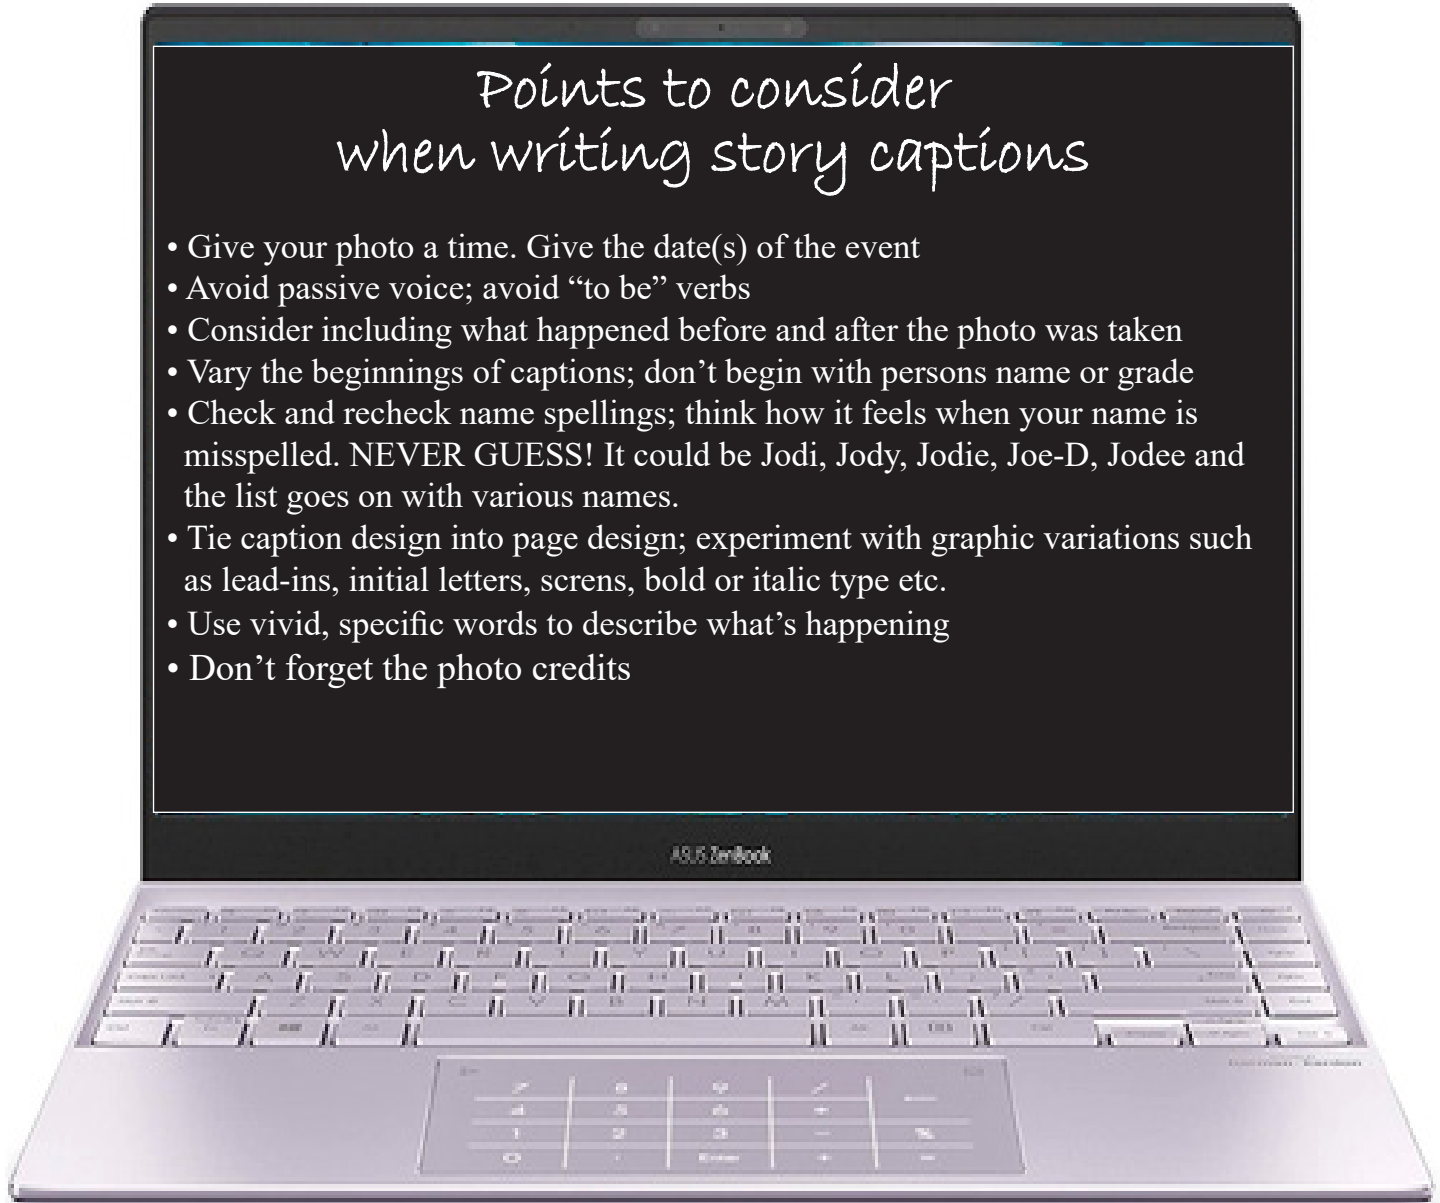 Points to consider
when writing story captions
• Give your photo a time. Give the date(s) of the event
• Avoid passive voice; avoid “to be” verbs
• Consider including what happened before and after the photo was taken
• Vary the beginnings of captions; don’t begin with persons name or grade
• Check and recheck name spellings; think how it feels when your name is
misspelled. NEVER GUESS! It could be Jodi, Jody, Jodie, Joe-D, Jodee and
the list goes on with various names.
• Tie caption design into page design; experiment with graphic variations such
as lead-ins, initial letters, screns, bold or italic type etc.
• Use vivid, specific words to describe what’s happening
• Don’t forget the photo credits
ASUS ZenBook